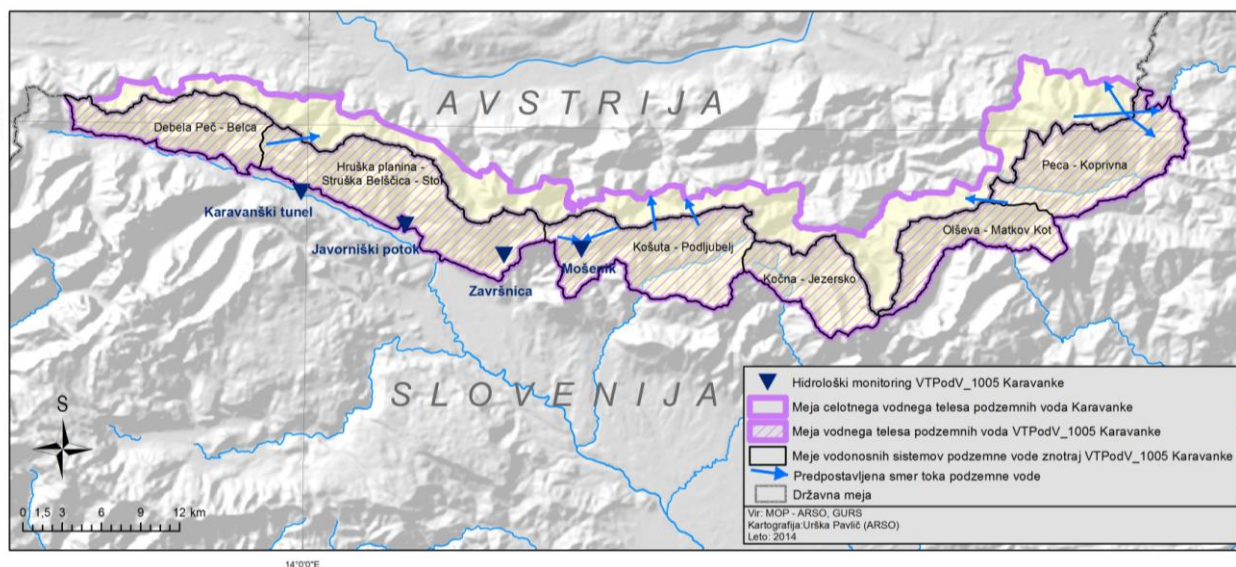 AVSTRIJA
Debela Peč - Belca
Hruška planina -
Struška Belščica - Stol
Peca - Koprivna
Karavanški tunel
Javorniški potok
Olševa - Matkov Kot
Košuta - Podljubelj
Mošenik
Završnica
Kočna - Jezersko
SLOVENIJA
Hidrološki monitoring VTPodV_1005 Karavanke
Meja celotnega vodnega telesa podzemnih voda Karavanke
Meja vodnega telesa podzemnih voda VTPodV_1005 Karavanke
Meje vodonosnih sistemov podzemne vode znotraj VTPodV_1005 Karavanke
Predpostavljena smer toka podzemne vode
Državna meja
Vir: MOP - ARSO, GURS
Kartografija:Urška Pavlič (ARSO)
Leto: 2014
S
0 1,5 3 6 9 12 km
14°0'0"E